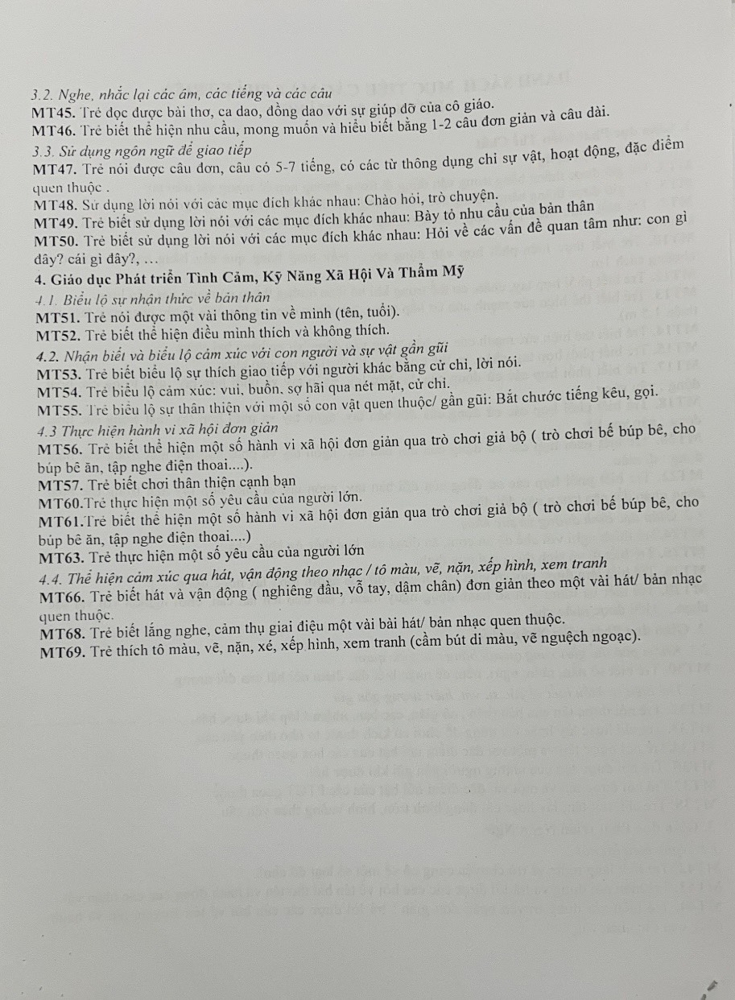 3.2. Nghe, nhắc lại các âm, các tiếng và các câu
MT45. Trẻ đọc được bài thơ, ca dao, đồng dao với sự giúp đỡ của cô giáo.
MT46. Trẻ biết thể hiện nhu cầu, mong muốn và hiểu biết bằng 1-2 câu đơn giản và câu dài.
3.3. Sử dụng ngôn ngữ để giao tiếp
MT47. Trẻ nói được câu đơn, câu có 5-7 tiếng, có các từ thông dụng chỉ sự vật, hoạt động, đặc điểm
quen thuộc .
MT48. Sử dụng lời nói với các mục đích khác nhau: Chào hỏi, trò chuyện.
MT49. Trẻ biết sử dụng lời nói với các mục đích khác nhau: Bày tỏ nhu cầu của bản thân
MT50. Trẻ biết sử dụng lời nói với các mục đích khác nhau: Hỏi về các vấn đề quan tâm như: con gì
đây? cái gì đây?, …
4. Giáo dục Phát triển Tình Cảm, Kỹ Năng Xã Hội Và Thẩm Mỹ
4.1. Biểu lộ sự nhận thức về bản thân
MT51. Trẻ nói được một vài thông tin về mình (tên, tuổi).
MT52. Trẻ biết thể hiện điều mình thích và không thích.
4.2. Nhận biết và biểu lộ cảm xúc với con người và sự vật gần gũi
MT53. Trẻ biết biểu lộ sự thích giao tiếp với người khác bằng cử chỉ, lời nói.
MT54. Trẻ biểu lộ cảm xúc: vui, buồn, sợ hãi qua nét mặt, cử chỉ.
MT55. Trẻ biểu lộ sự thân thiện với một số con vật quen thuộc/ gần gũi: Bắt chước tiếng kêu, gọi.
4.3 Thực hiện hành vi xã hội đơn giản
MT56. Trẻ biết thể hiện một số hành vi xã hội đơn giản qua trò chơi giả bộ ( trò chơi bế búp bê, cho
búp bê ăn, tập nghe điện thoai....).
MT57. Trẻ biết chơi thân thiện cạnh bạn
MT60.Trẻ thực hiện một số yêu cầu của người lớn.
MT61.Trẻ biết thể hiện một số hành vi xã hội đơn giản qua trò chơi giả bộ ( trò chơi bế búp bê, cho
búp bê ăn, tập nghe điện thoai....)
MT63. Trẻ thực hiện một số yêu cầu của người lớn
4.4. Thể hiện cảm xúc qua hát, vận động theo nhạc / tô màu, vẽ, nặn, xếp hình, xem tranh
MT66. Trẻ biết hát và vận động ( nghiêng đầu, vỗ tay, dậm chân) đơn giản theo một vài hát/ bản nhạc
quen thuộc.
MT68. Trẻ biết lắng nghe, cảm thụ giai điệu một vài bài hát/ bản nhạc quen thuộc.
MT69. Trẻ thích tô màu, vẽ, nặn, xé, xếp hình, xem tranh (cầm bút di màu, vẽ nguệch ngoạc).